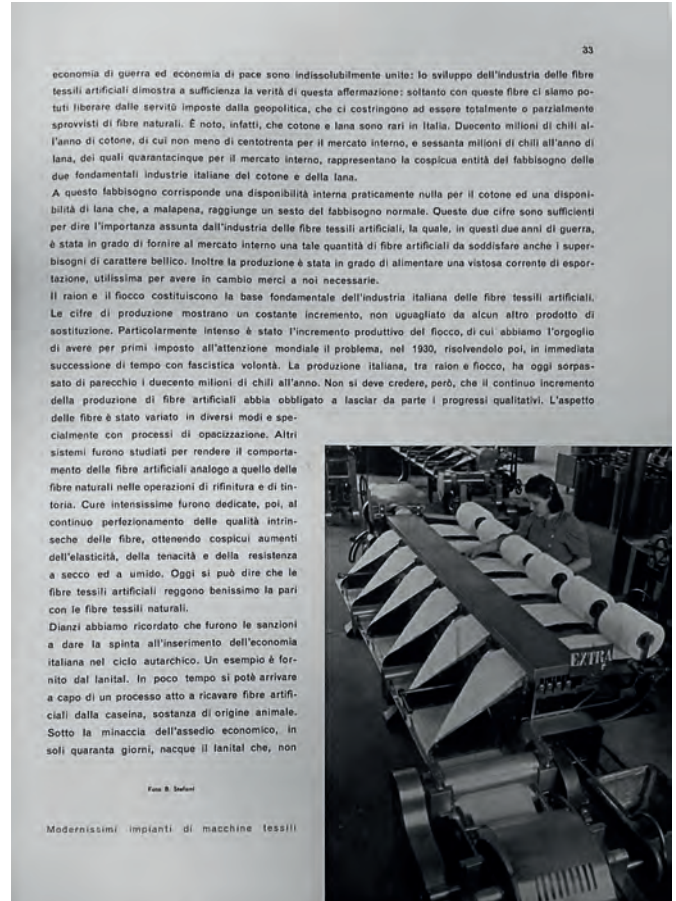 33
economia di guerra ed economia di pace sono indissolubilmente unite: lo sviluppo dell'industria delle fibre
tessili artificiali dimostra a sufficienza la verità di questa affermazione: soltanto con queste fibre ci siamo po-
tuti liberare dalle servitù imposte dalla geopolitica, che ci costringono ad essere totalmente o parzialmente
sprovvisti di fibre naturali. È noto, infatti, che cotone e lana sono rari in Italia. Duecento milioni di chili al-
l'anno di cotone, di cui non meno di centotrenta per il mercato interno, e sessanta milioni di chili all'anno di
lana, dei quali quarantacinque per il mercato interno, rappresentano la cospicua entità del fabbisogno delle
due fondamentali industrie italiane del cotone e della lana.
A questo fabbisogno corrisponde una disponibilità interna praticamente nulla per il cotone ed una disponi-
bilità di lana che, a malapena, raggiunge un sesto del fabbisogno normale. Queste due cifre sono sufficienti
per dire l'importanza assunta dall'industria delle fibre tessili artificiali, la quale, in questi due anni di guerra,
è stata in grado di fornire al mercato interno una tale quantità di fibre artificiali da soddisfare anche i super-
bisogni di carattere bellico. Inoltre la produzione è stata in grado di alimentare una vistosa corrente di espor-
tazione, utilissima per avere in cambio merci a noi necessarie.
Il raion e il fiocco costituiscono la base fondamentale dell'industria italiana delle fibre tessili artificiali.
Le cifre di produzione mostrano un costante incremento, non uguagliato da alcun altro prodotto di
sostituzione. Particolarmente intenso è stato l'incremento produttivo del fiocco, di cui abbiamo l'orgoglio
di avere per primi imposto all'attenzione mondiale il problema, nel 1930, risolvendolo poi, in immediata
successione di tempo con fascistica volontà. La produzione italiana, tra raion e fiocco, ha oggi sorpas-
sato di parecchio i duecento milioni di chili all'anno. Non si deve credere, però, che il continuo incremento
della produzione di fibre artificiali abbia obbligato a lasciar da parte i progressi qualitativi. L'aspetto
delle fibre è stato variato in diversi modi e spe-
cialmente con processi di opacizzazione. Altri
sistemi furono studiati per rendere il comporta-
mento delle fibre artificiali analogo a quello delle
fibre naturali nelle operazioni di rifinitura e di tin-
toria. Cure intensissime furono dedicate, poi, al
continuo perfezionamento delle qualità intrin-
seche delle fibre, ottenendo cospicui aumenti
dell'elasticità, della tenacità e della resistenza
a secco ed a umido. Oggi si può dire che le
fibre tessili artificiali reggono benissimo la pari
con le fibre tessili naturali.
Dianzi abbiamo ricordato che furono le sanzioni
a dare la spinta all'inserimento dell'economia
italiana nel ciclo autarchico. Un esempio è for-
nito dal lanital. In poco tempo si potè arrivare
a capo di un processo atto a ricavare fibre artifi-
ciali dalla caseina, sostanza di origine animale.
Sotto la minaccia dell'assedio economico, in
soli quaranta giorni, nacque il lanital che, non
EXTRA
Foto B. Stefani
Modernissimi impianti di macchine tessili